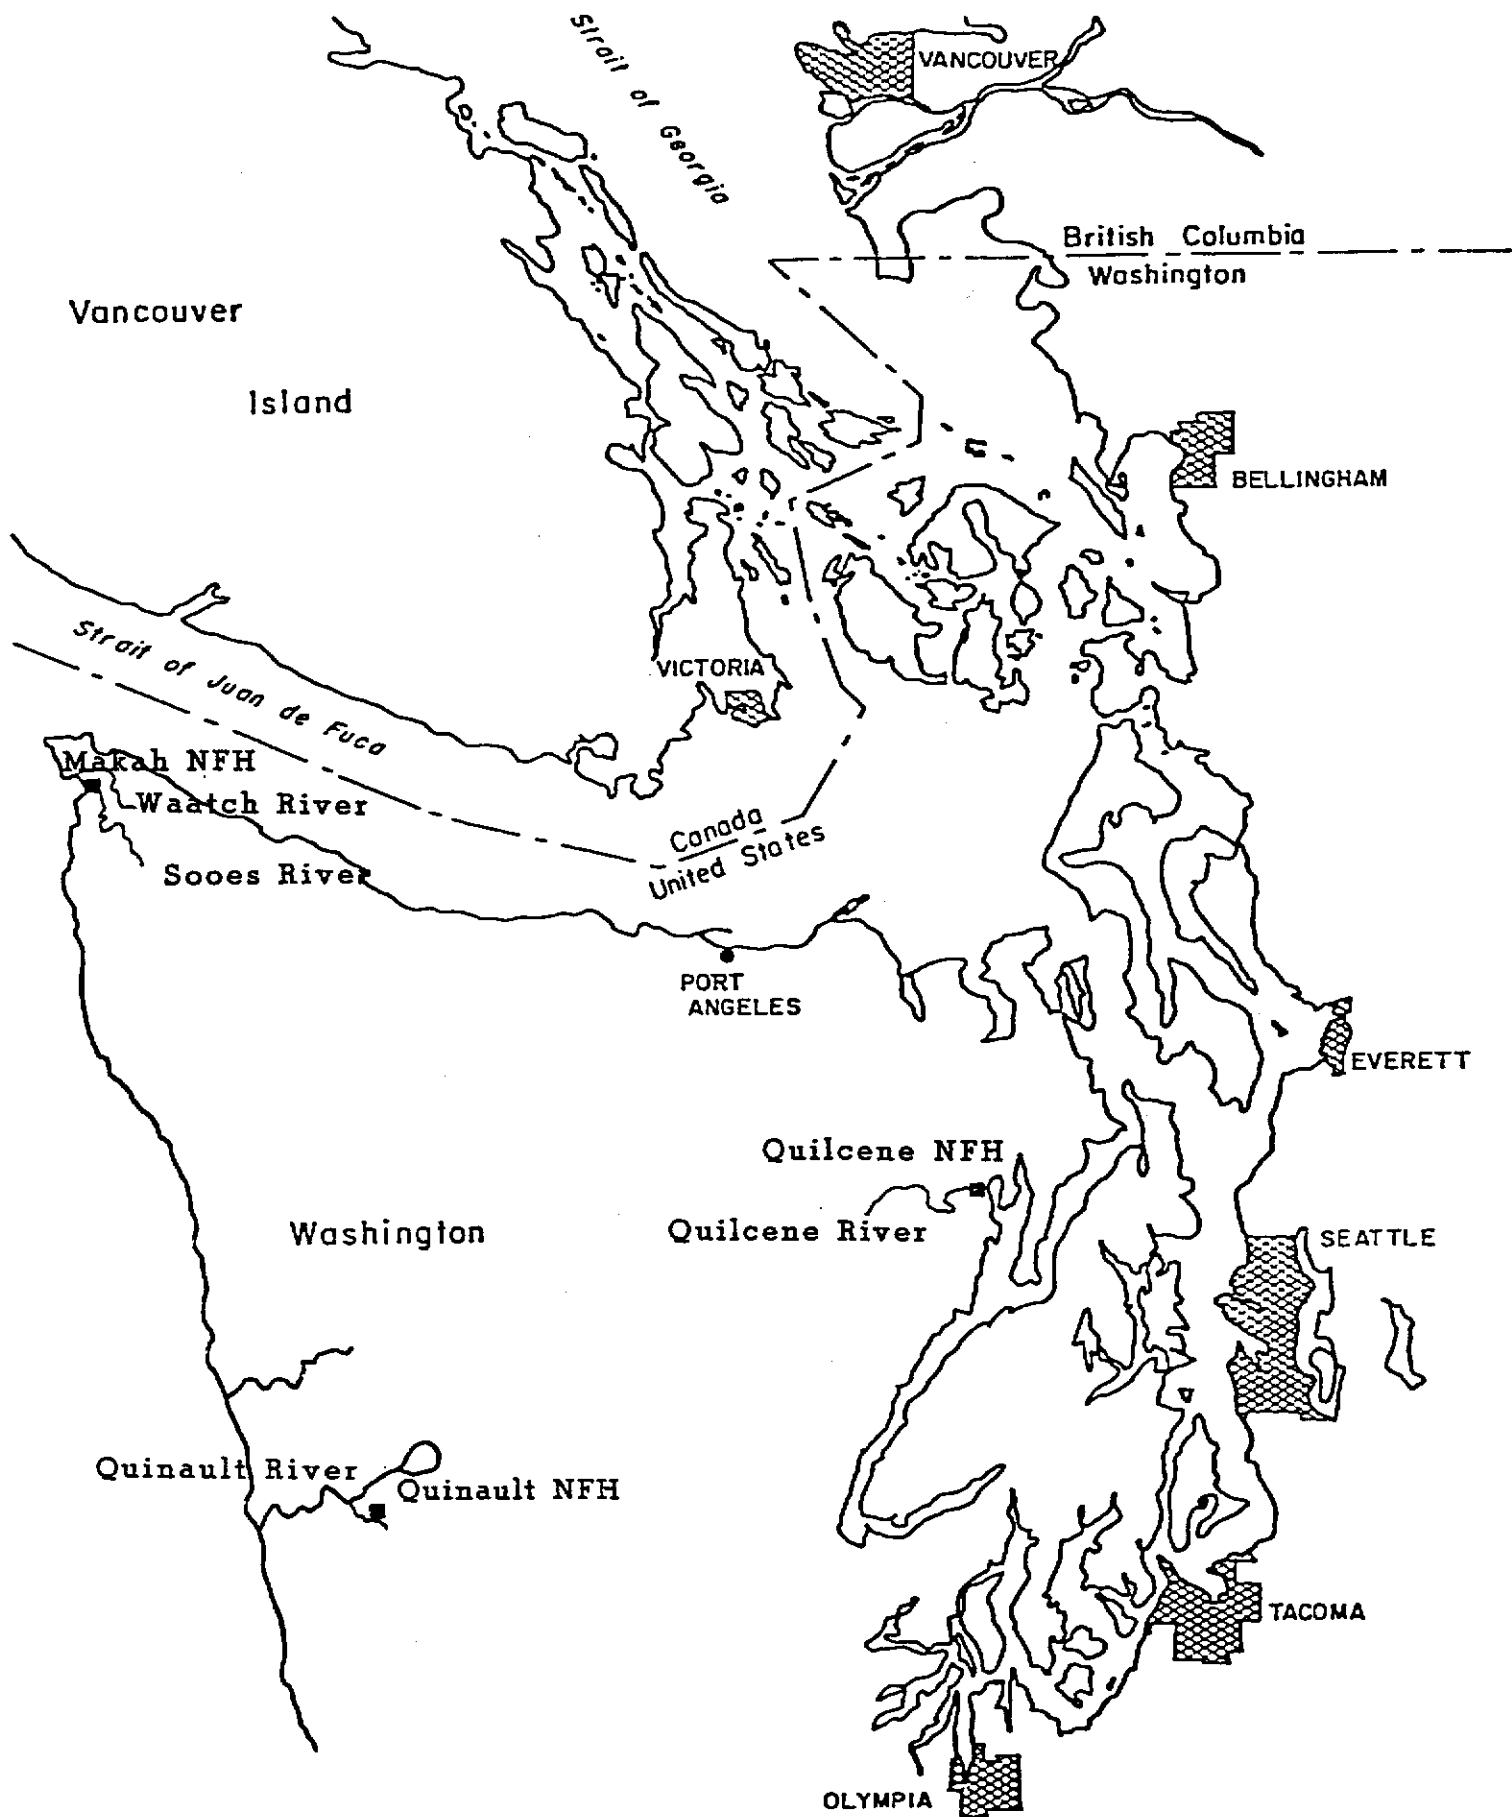 Strait of Georgia
VANCOUVER
British Columbia
Washington
Vancouver
Island
BELLINGHAM
Strait of Juan de Fuca
VICTORIA
Makah NFH
Waatch River
Sooes River
Canada
United States
PORT
ANGELES
EVERETT
Quilcene NFH
Quilcene River
Washington
SEATTLE
Quinault River
Quinault NFH
TACOMA
OLYMPIA